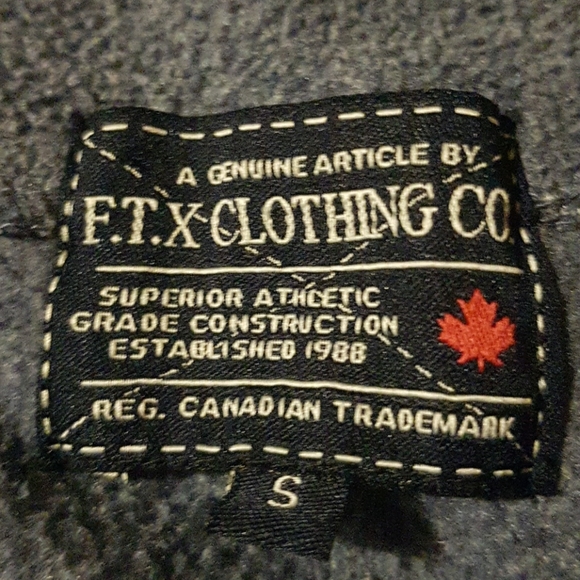 A GENUINE ARTICLE BY
F.T.X CLOTHING CO.
SUPERIOR ATHLETIC
GRADE CONSTRUCTION
ESTABLISHED 1988
REG. CANADIAN TRADEMARK
S